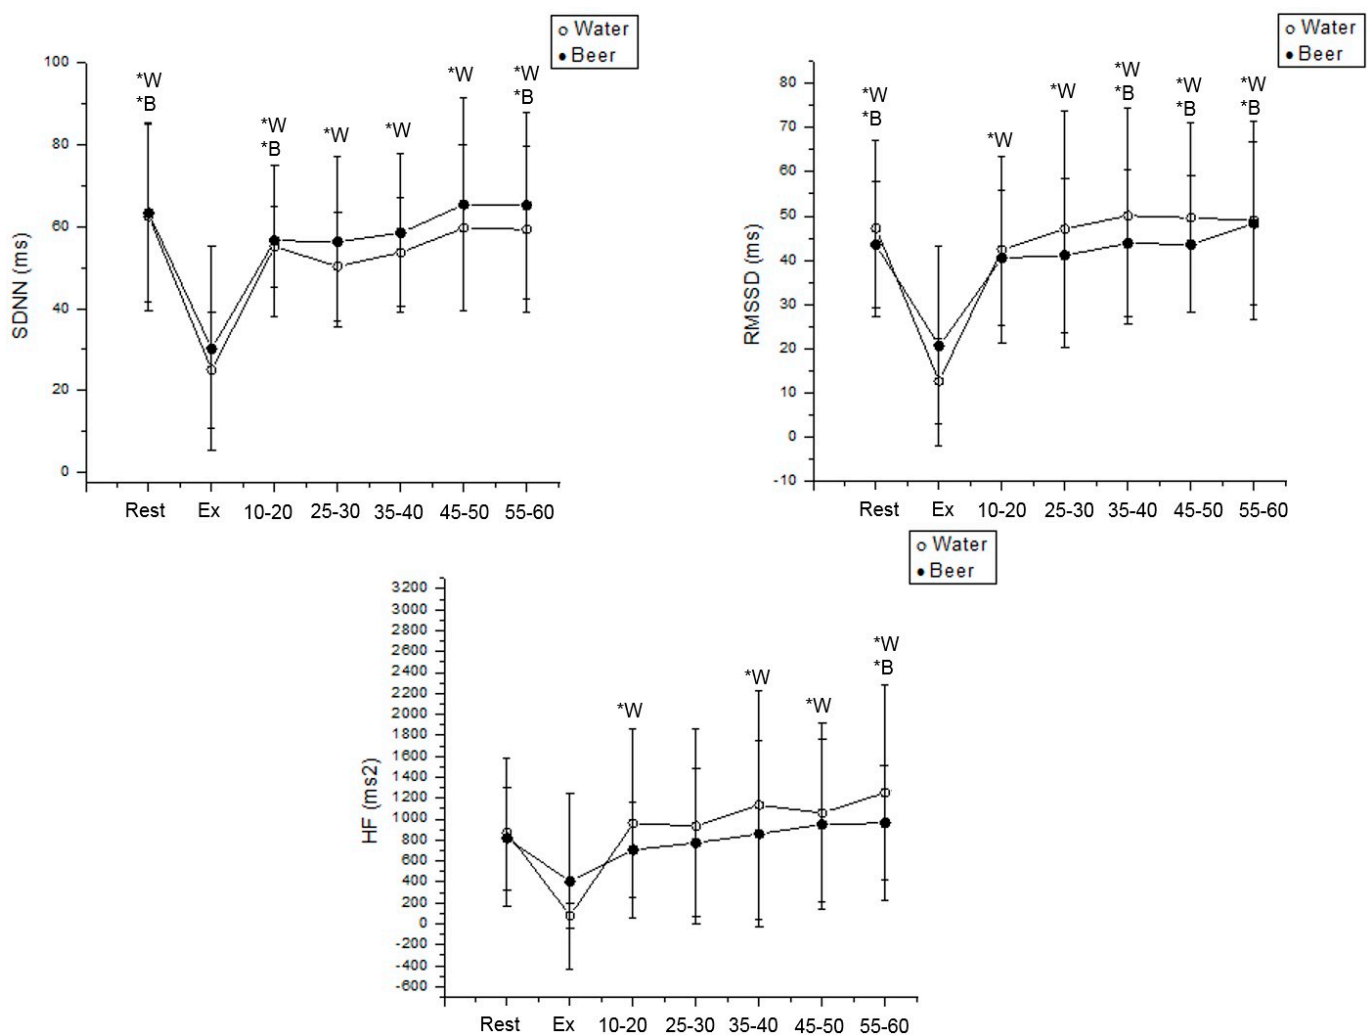 ○ Water
● Beer
100
80
60
40
20
0
SDNN (ms)
*W
*B
*W
*B
*W
*W
*W
*W
*B
Rest Ex 10-20 25-30 35-40 45-50 55-60
○ Water
● Beer
80
70
60
50
40
30
20
10
0
-10
RMSSD (ms)
*W
*B
*W
*W
*W
*B
*W
*B
*W
*B
Rest Ex 10-20 25-30 35-40 45-50 55-60
○ Water
● Beer
3200
3000
2800
2600
2400
2200
2000
1800
1600
1400
1200
1000
800
600
400
200
0
-200
-400
-600
HF (ms2)
*W
*W
*W
*W
*B
Rest Ex 10-20 25-30 35-40 45-50 55-60